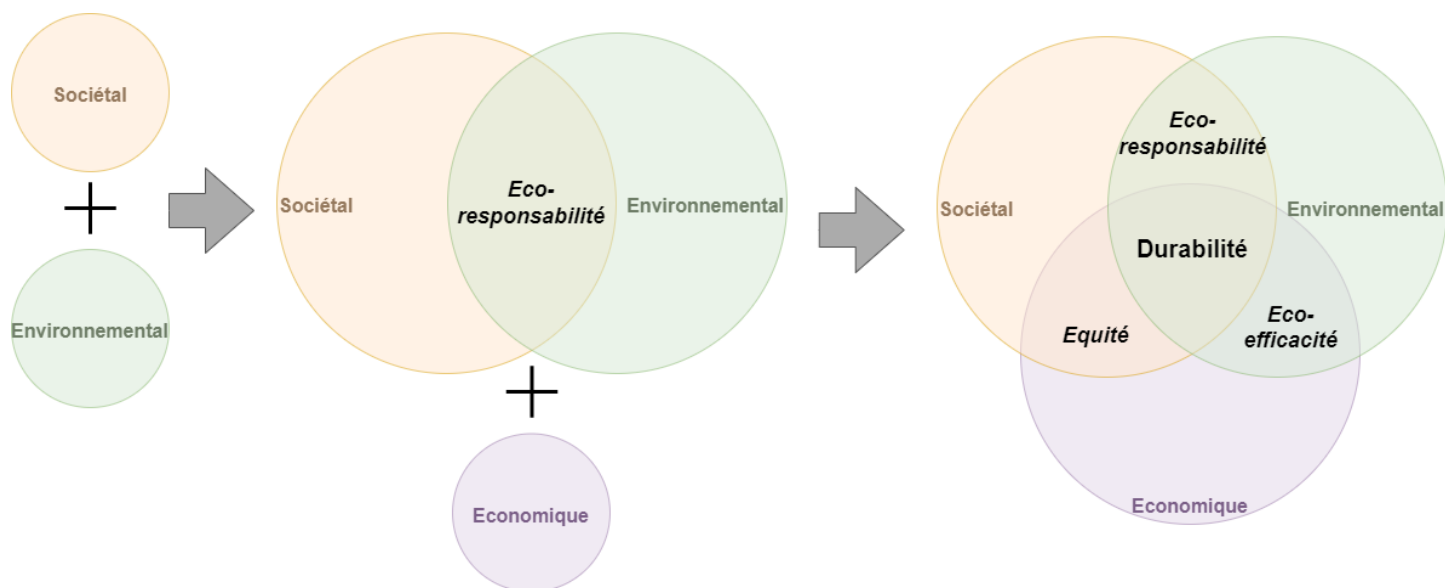 Sociétal
Environnemental
Sociétal
Eco-
responsabilité
Environnemental
Economique
Eco-
responsabilité
Sociétal
Environnemental
Durabilité
Equité
Eco-
efficacité
Economique